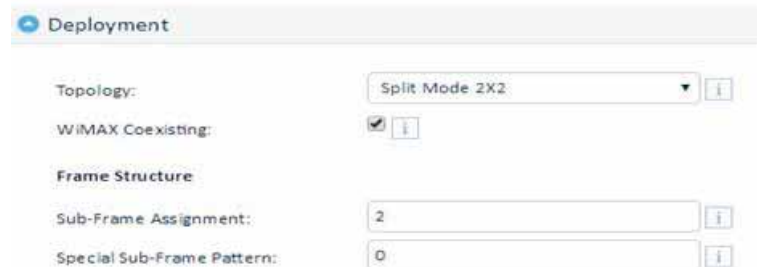 Deployment
Topology: Split Mode 2X2 i
WiMAX Coexisting: i
Frame Structure
Sub-Frame Assignment: 2 i
Special Sub-Frame Pattern: 0 i